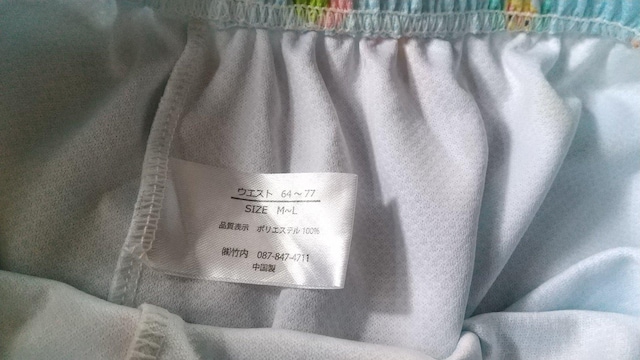 ウエスト 64～77
SIZE M~L
品質表示 ポリエステル100%
㈱竹内 087-847-4711
中国製